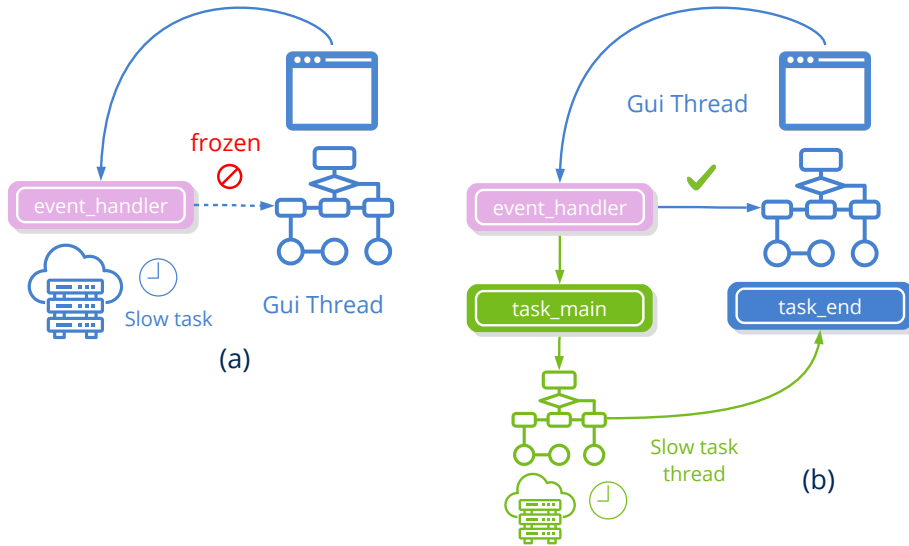 frozen
event_handler
Slow task
Gui Thread
(a)
Gui Thread
event_handler
task_main
task_end
Slow task
thread
(b)